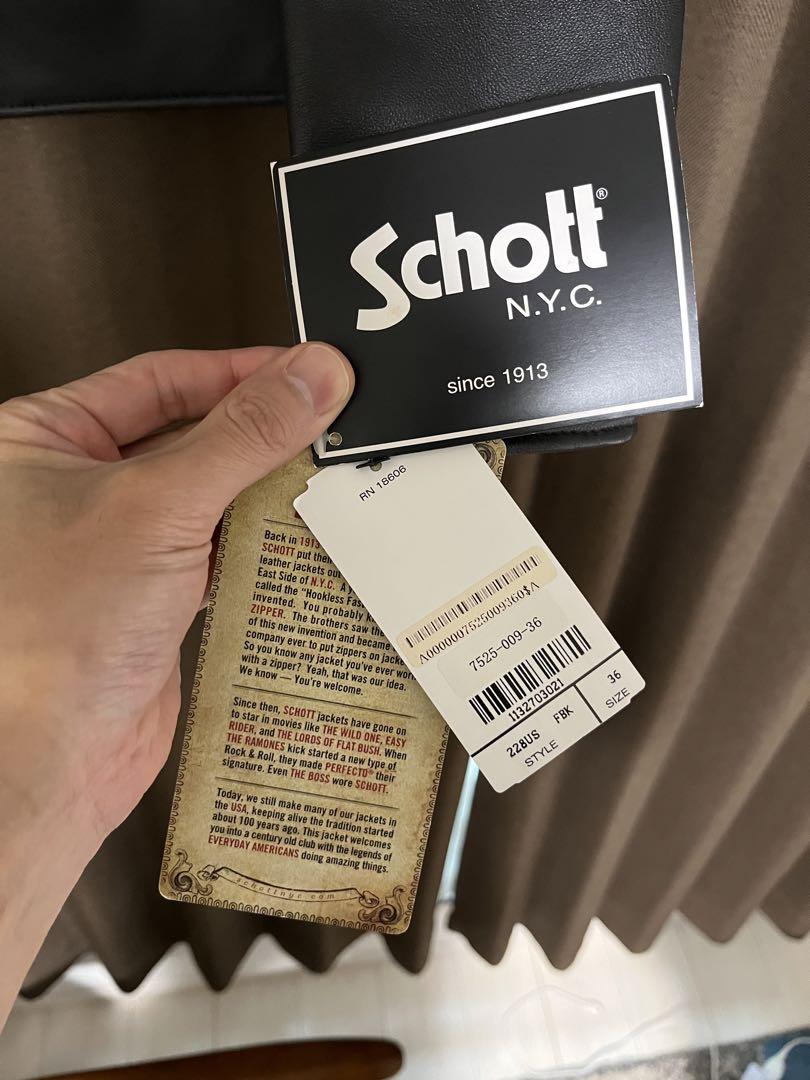 Schott®
N.Y.C.
since 1913
RN 18606
A0000007525009360$A
7525-009-36
1132703021
228US FBK
STYLE
36
SIZE
Back in 1913
SCHOTT put
leather jackets
East Side of N.Y.C. A
called the "Hookless
invented. You probably
ZIPPER. The brothers saw
of this new invention and became
company ever to put zippers on
So you know any jacket you've ever
with a zipper? Yeah, that was our idea.
We know — You're welcome.
Since then, SCHOTT jackets have gone on
to star in movies like THE WILD ONE, EASY
RIDER, and THE LORDS OF FLAT BUSH. When
THE RAMONES kick started a new type of
Rock & Roll, they made PERFECTO® their
signature. Even THE BOSS wore SCHOTT.
Today, we still make many of our jackets in
the USA, keeping alive the tradition started
about 100 years ago. This jacket welcomes
you into a century old club with the legends of
EVERYDAY AMERICANS doing amazing things.
schottnyc.com